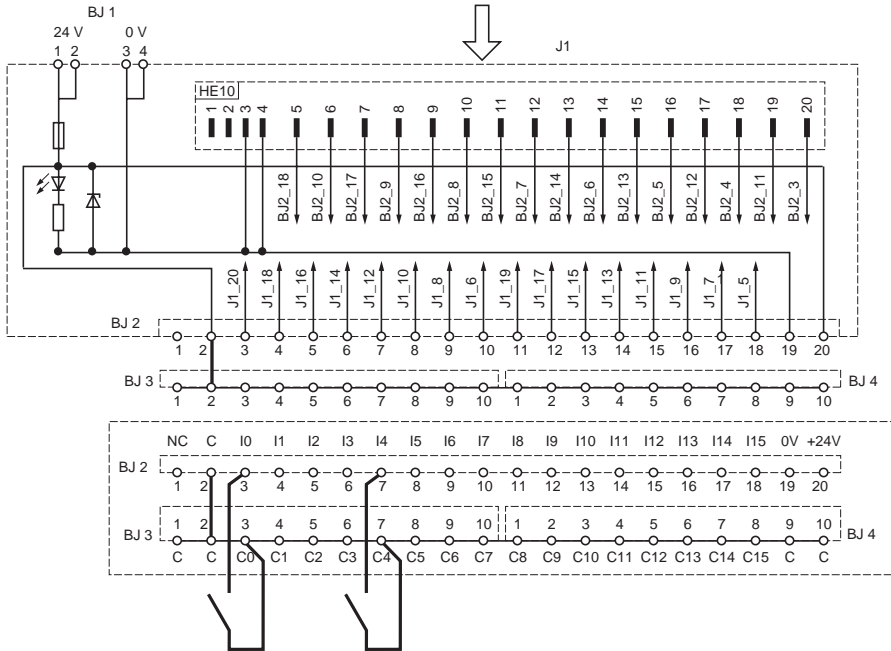 BJ 1
24 V 0 V
1 2 3 4
J1
HE10
1 2 3 4 5 6 7 8 9 10 11 12 13 14 15 16 17 18 19 20
BJ2_18 BJ2_10 BJ2_17 BJ2_9 BJ2_16 BJ2_8 BJ2_15 BJ2_7 BJ2_14 BJ2_6 BJ2_13 BJ2_5 BJ2_12 BJ2_4 BJ2_11 BJ2_3
J1_20 J1_18 J1_16 J1_14 J1_12 J1_10 J1_8 J1_6 J1_19 J1_17 J1_15 J1_13 J1_11 J1_9 J1_7 J1_5
BJ 2
1 2 3 4 5 6 7 8 9 10 11 12 13 14 15 16 17 18 19 20
BJ 3 BJ 4
1 2 3 4 5 6 7 8 9 10 1 2 3 4 5 6 7 8 9 10
NC C I0 I1 I2 I3 I4 I5 I6 I7 I8 I9 I10 I11 I12 I13 I14 I15 0V +24V
BJ 2
1 2 3 4 5 6 7 8 9 10 11 12 13 14 15 16 17 18 19 20
1 2 3 4 5 6 7 8 9 10 1 2 3 4 5 6 7 8 9 10
BJ 3 BJ 4
C C C0 C1 C2 C3 C4 C5 C6 C7 C8 C9 C10 C11 C12 C13 C14 C15 C C